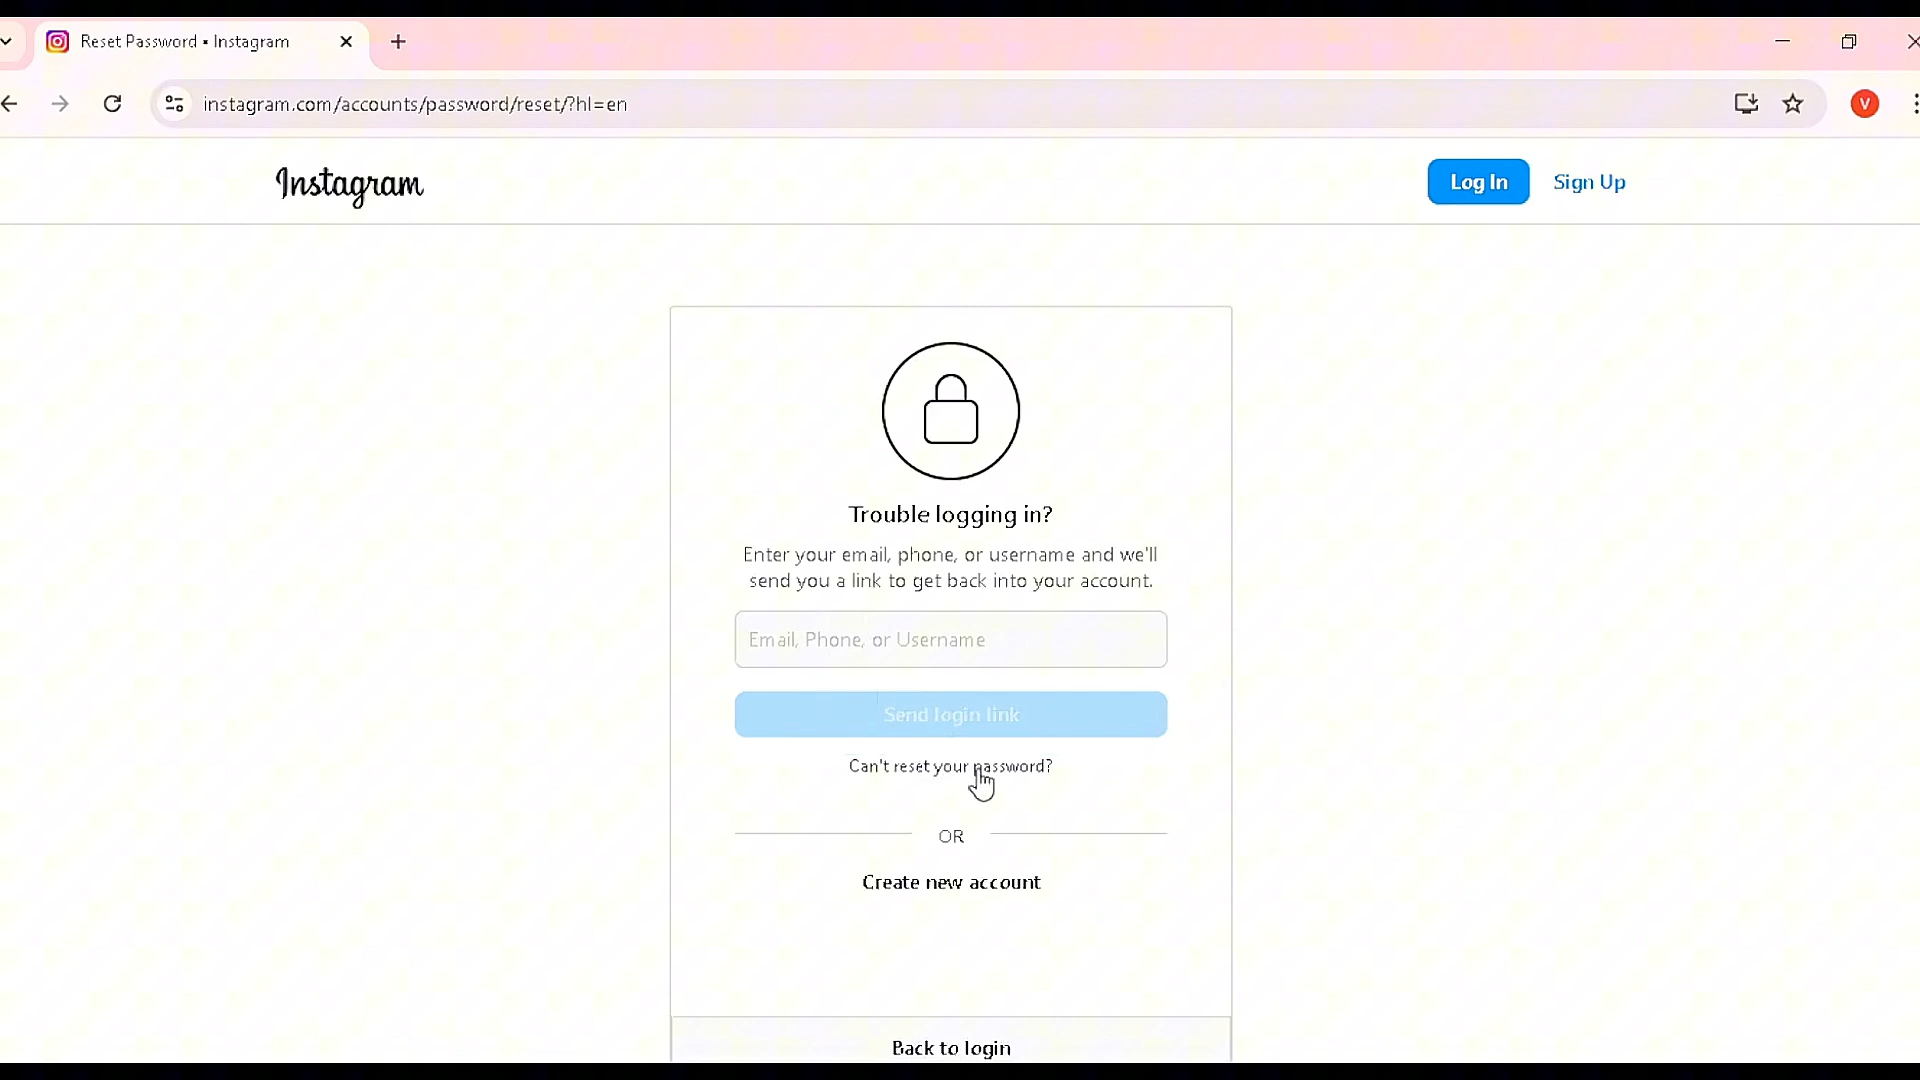 Reset Password • Instagram
instagram.com/accounts/password/reset/?hl=en
V
Instagram
Log In
Sign Up
Trouble logging in?
Enter your email, phone, or username and we'll
send you a link to get back into your account.
Email, Phone, or Username
Send login link
Can't reset your password?
OR
Create new account
Back to login